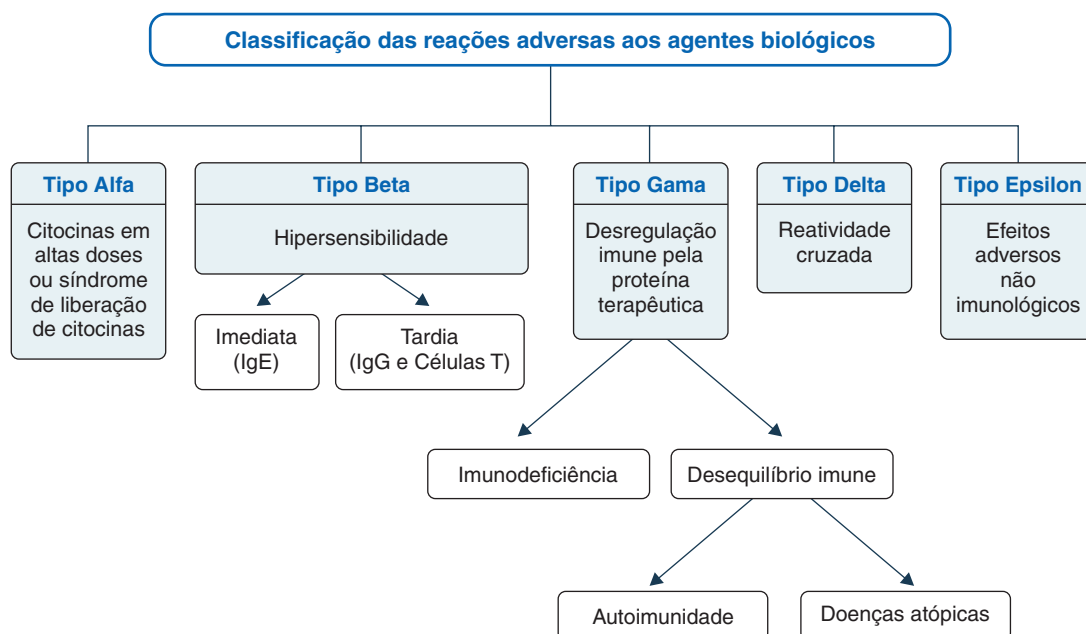 Classificação das reações adversas aos agentes biológicos
Tipo Alfa
Citocinas em
altas doses
ou síndrome
de liberação
de citocinas
Tipo Beta
Hipersensibilidade
Imediata
(IgE)
Tardia
(IgG e Células T)
Tipo Gama
Desregulação
imune pela
proteína
terapêutica
Tipo Delta
Reatividade
cruzada
Tipo Epsilon
Efeitos
adversos
não
imunológicos
Imunodeficiência
Desequilíbrio imune
Autoimunidade
Doenças atópicas